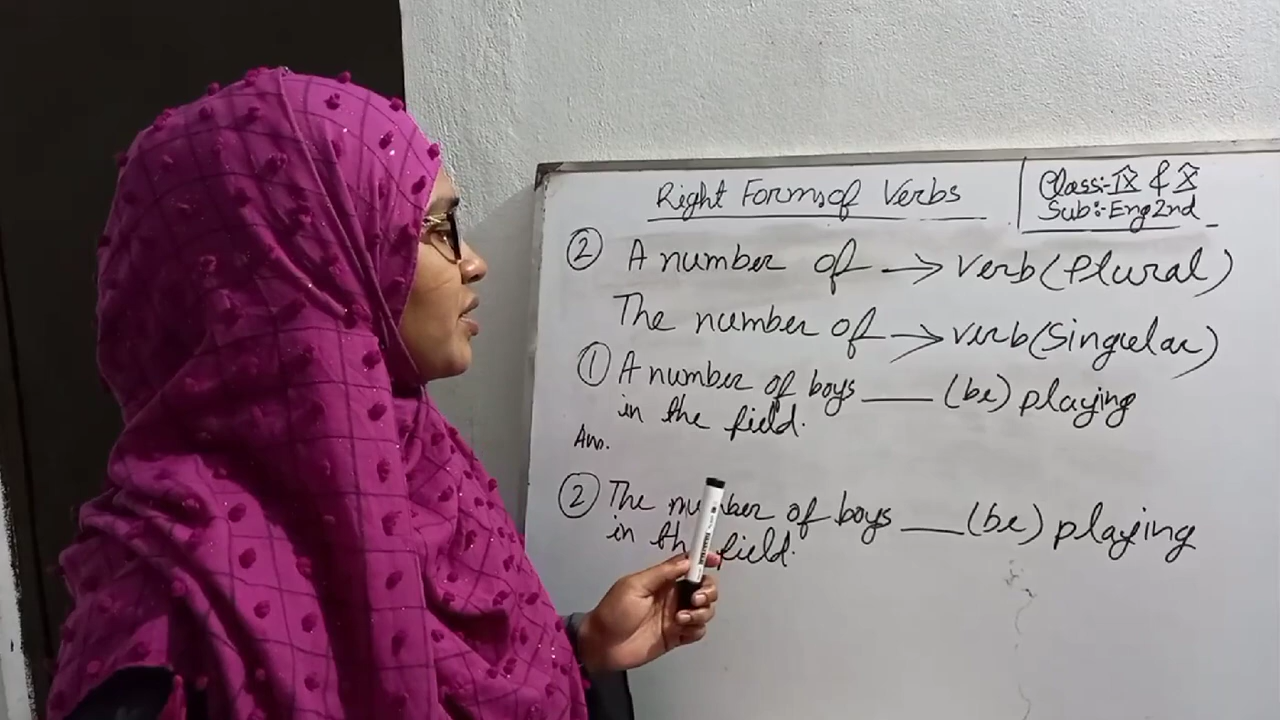 Right Forms of Verbs
Class:- IX & X
Sub:- Eng 2nd
② A number of → verb (Plural)
The number of → verb (Singular)
① A number of boys ____ (be) playing
in the field.
Ans.
② The number of boys ____ (be) playing
in the field.